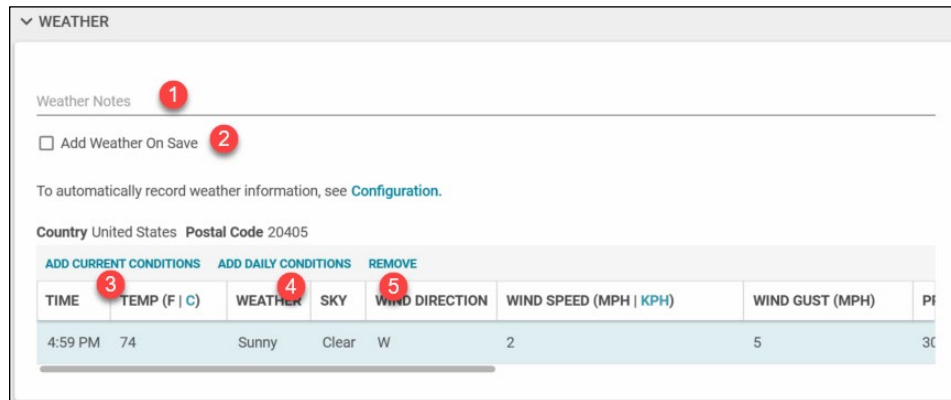 WEATHER
Weather Notes 1
Add Weather On Save 2
To automatically record weather information, see Configuration.
Country United States Postal Code 20405
ADD CURRENT CONDITIONS ADD DAILY CONDITIONS REMOVE
3 4 5
TIME TEMP (F | C) WEATHER SKY WIND DIRECTION WIND SPEED (MPH | KPH) WIND GUST (MPH)
4:59 PM 74 Sunny Clear W 2 5 30